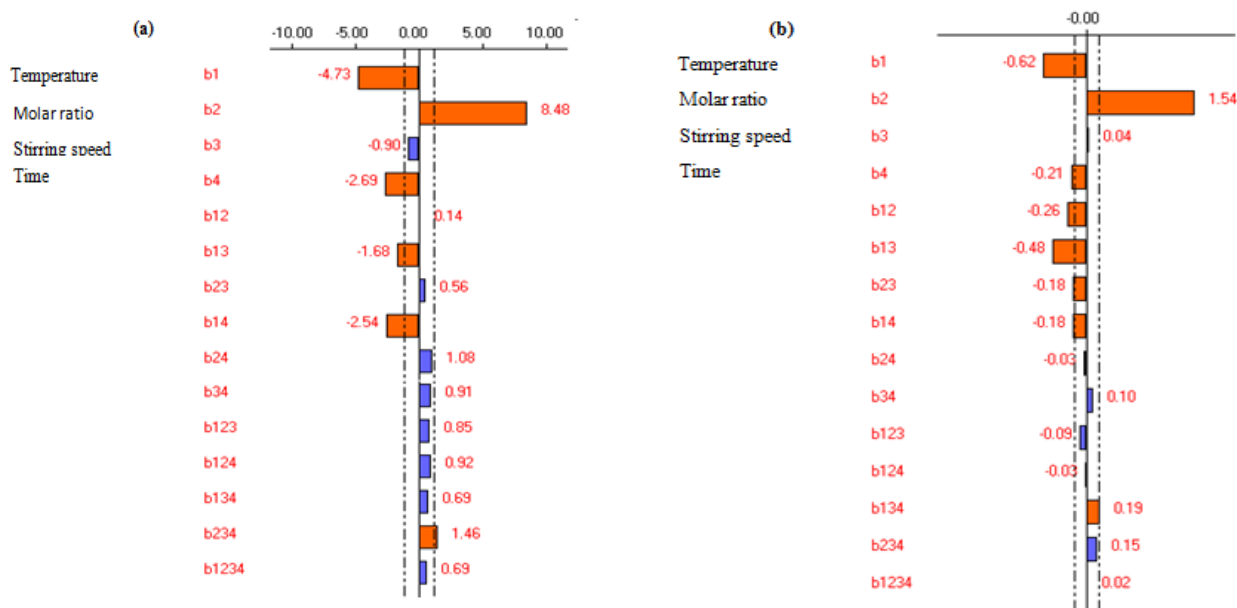 (a)
-10.00 -5.00 0.00 5.00 10.00
Temperature b1 -4.73
Molar ratio b2 8.48
Stirring speed b3 -0.90
Time b4 -2.69
b12 0.14
b13 -1.68
b23 0.56
b14 -2.54
b24 1.08
b34 0.91
b123 0.85
b124 0.92
b134 0.69
b234 1.46
b1234 0.69
(b)
-0.00
Temperature b1 -0.62
Molar ratio b2 1.54
Stirring speed b3 0.04
Time b4 -0.21
b12 -0.26
b13 -0.48
b23 -0.18
b14 -0.18
b24 -0.03
b34 0.10
b123 -0.09
b124 -0.03
b134 0.19
b234 0.15
b1234 0.02